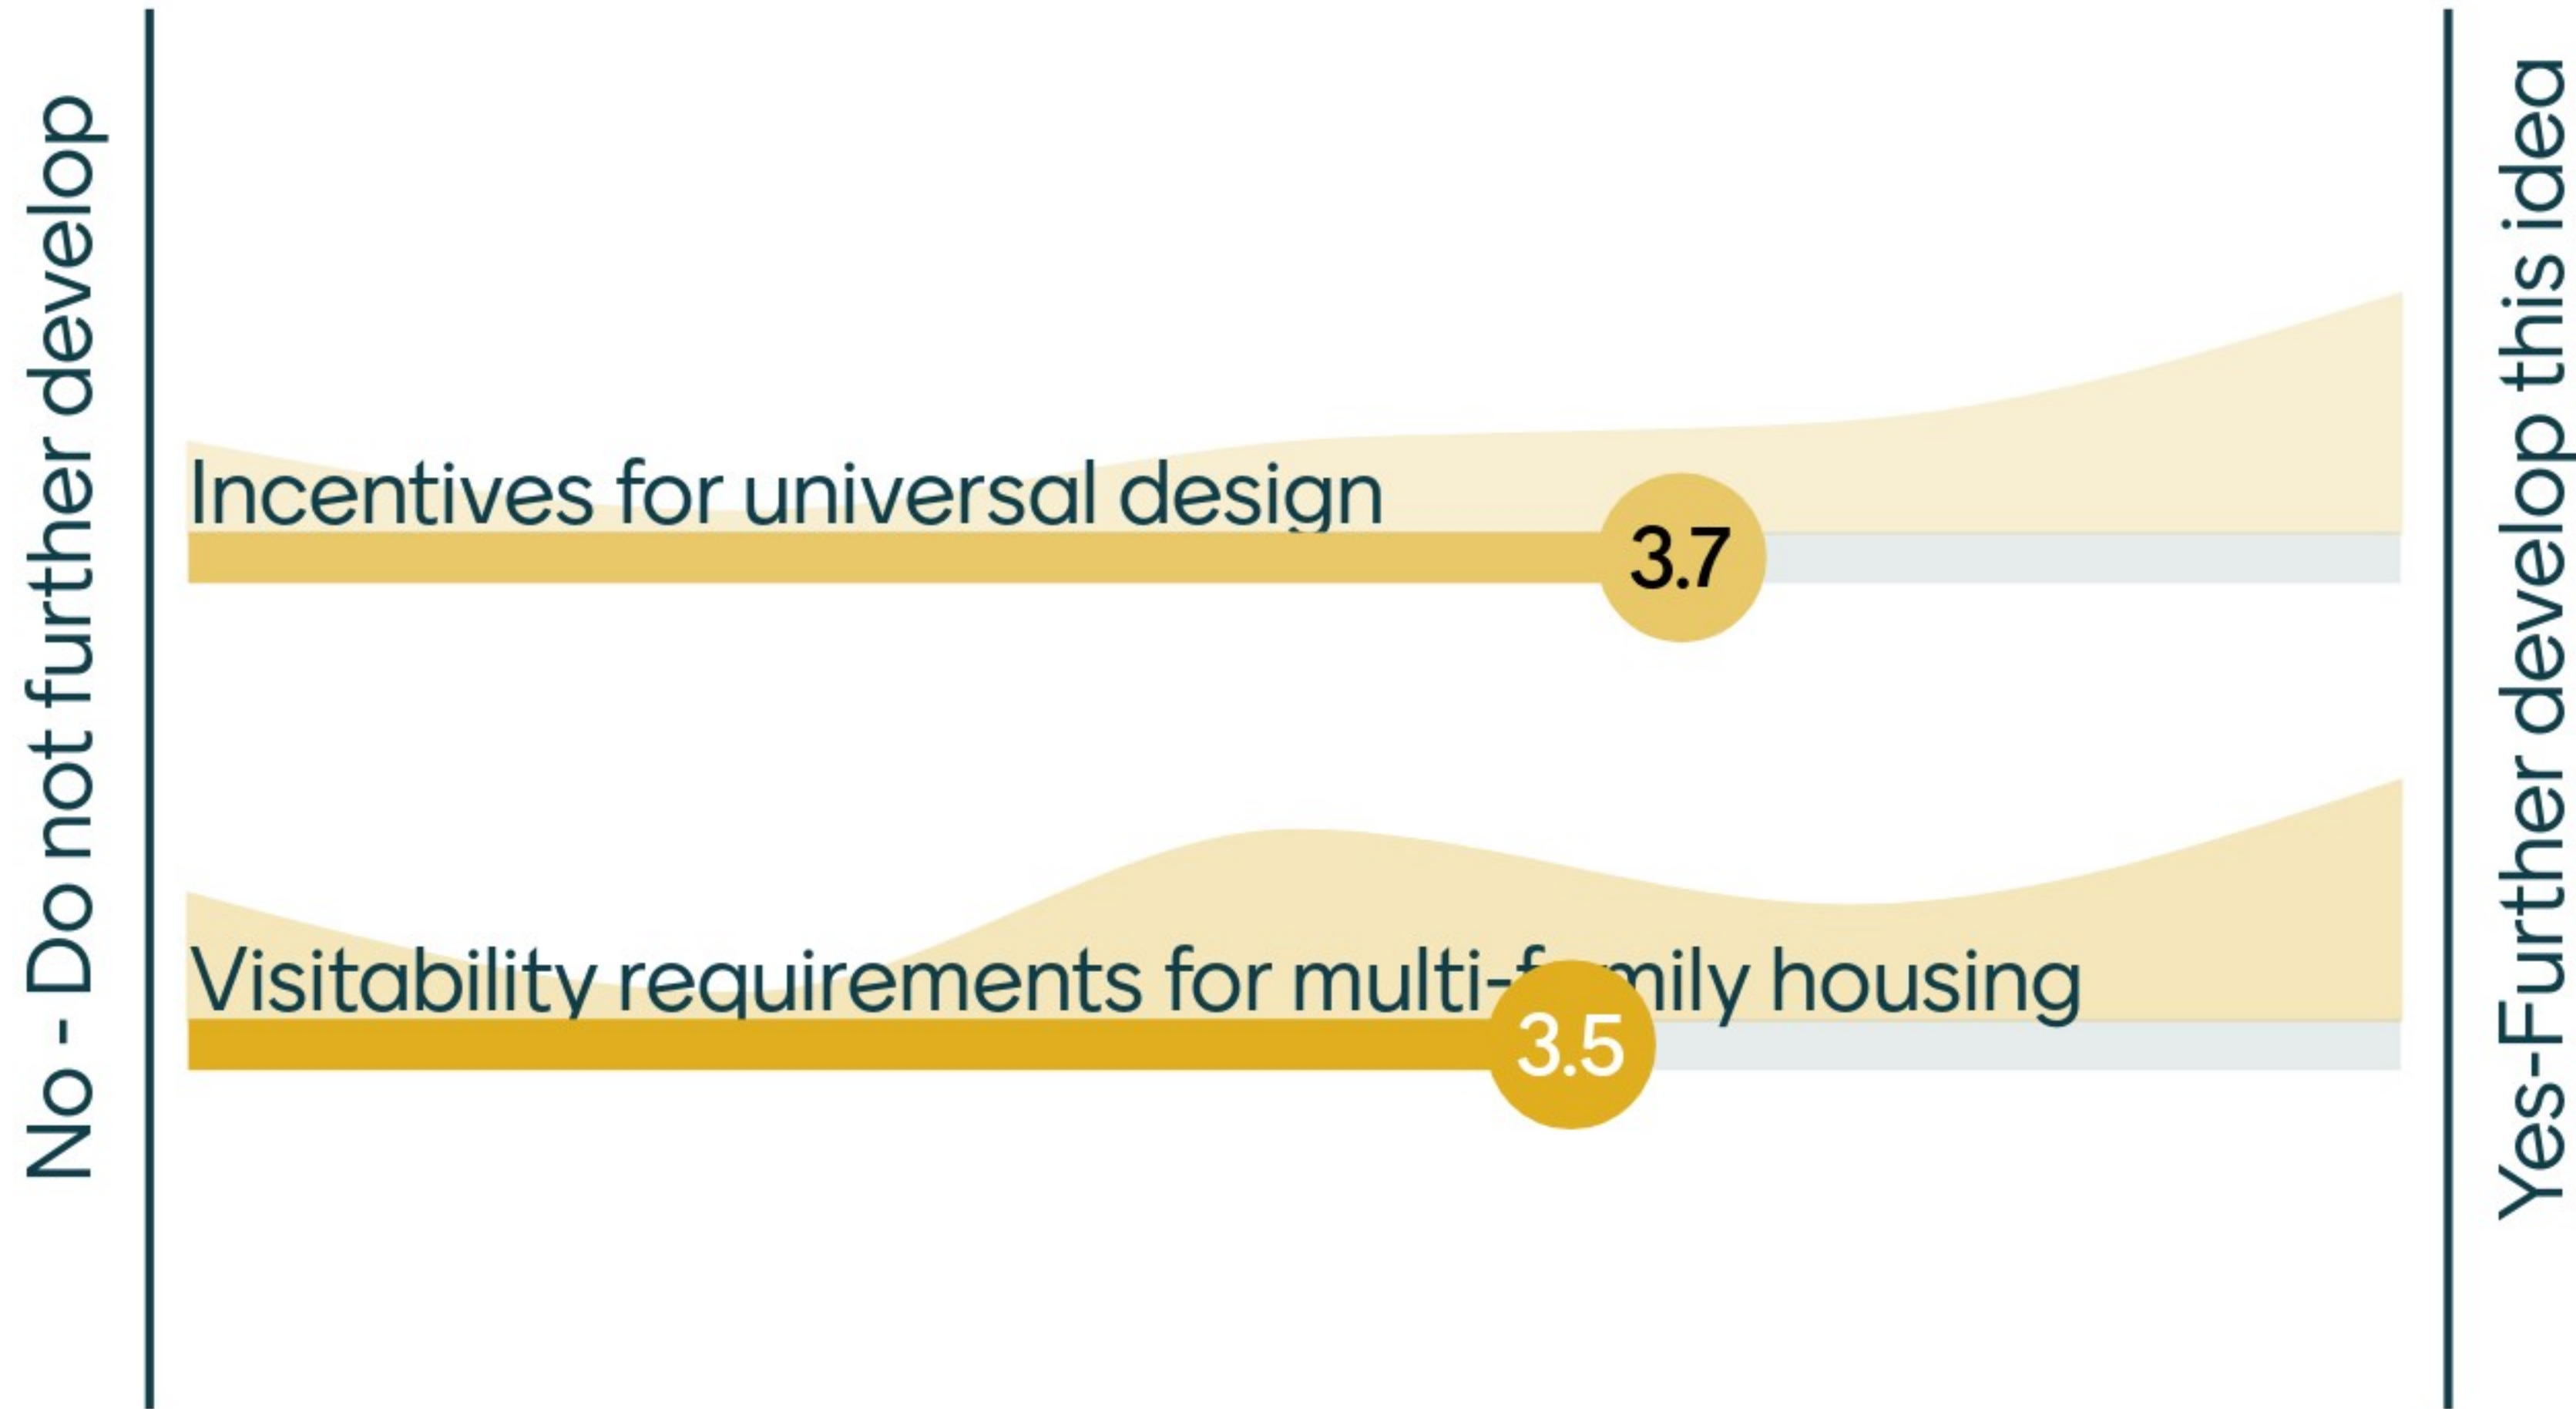 No - Do not further develop
Incentives for universal design
3.7
Visitability requirements for multi-family housing
3.5
Yes-Further develop this idea